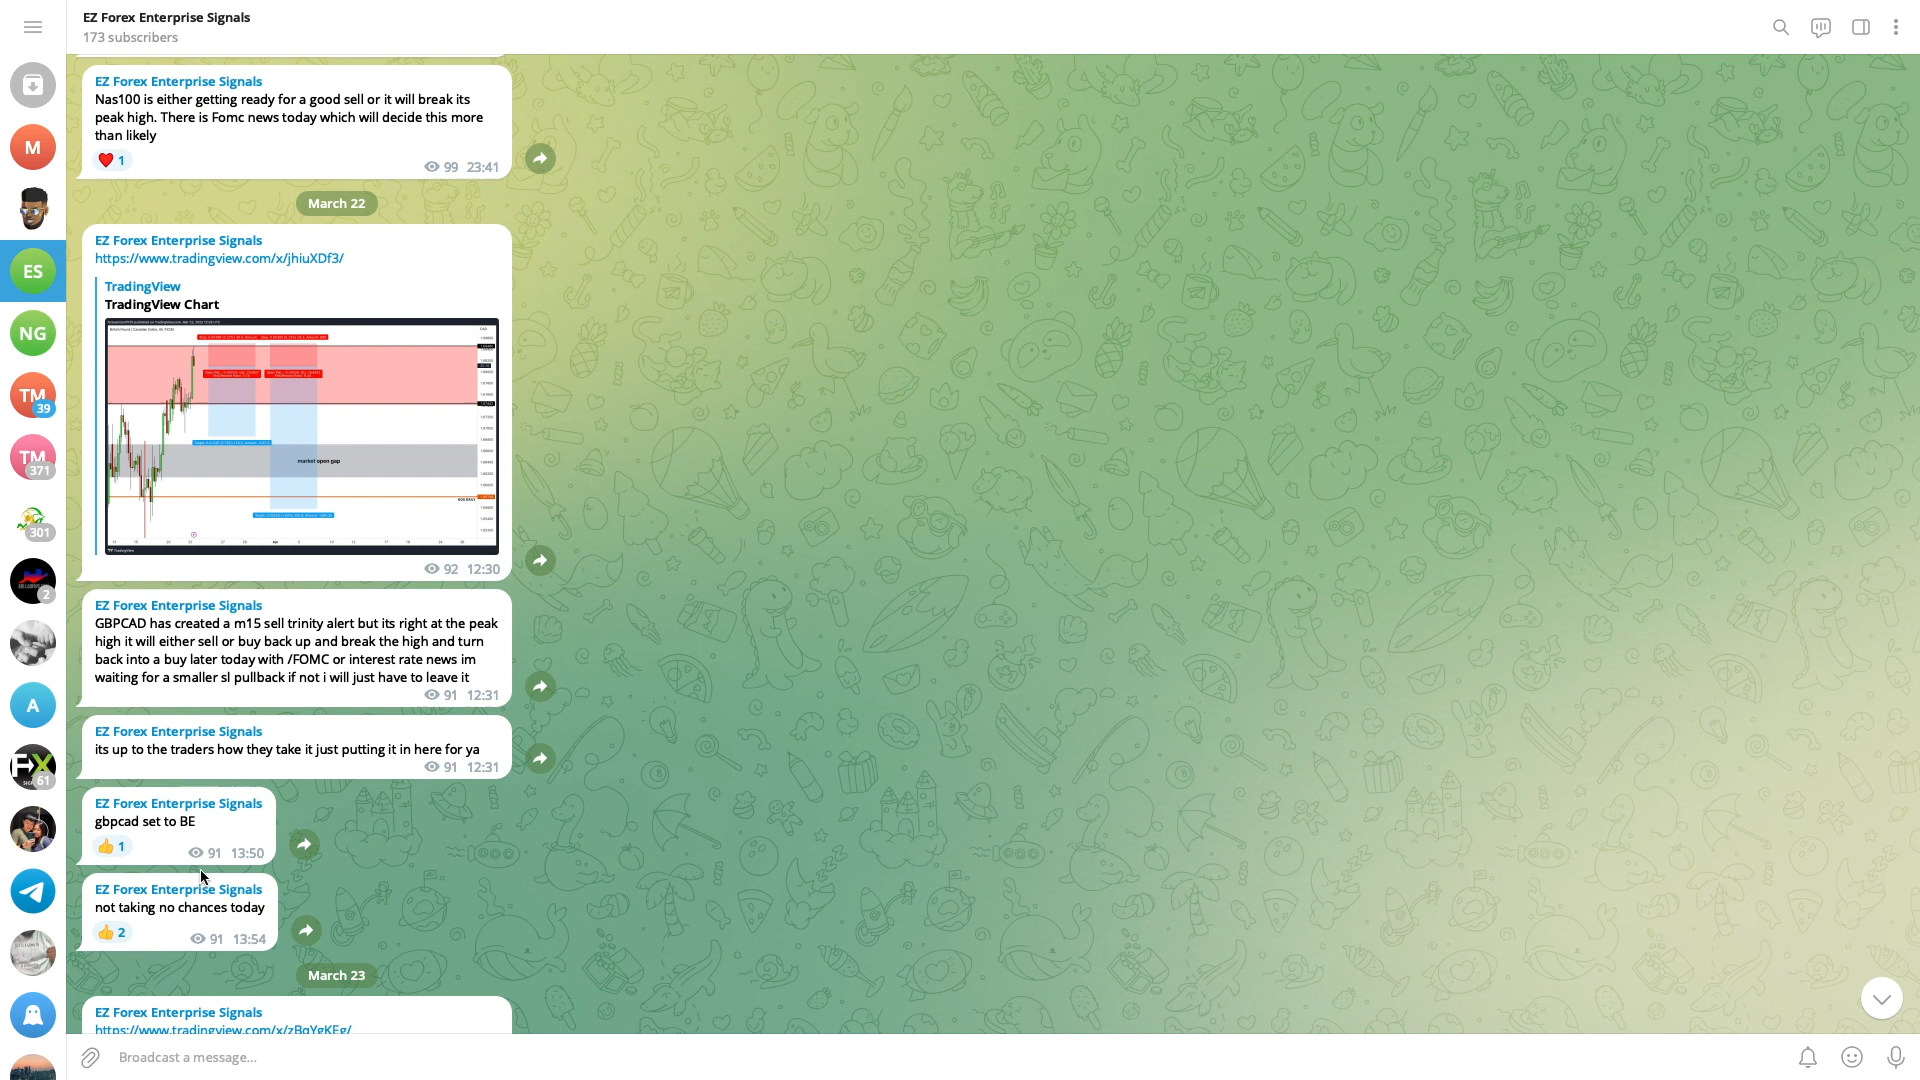 EZ Forex Enterprise Signals
173 subscribers
EZ Forex Enterprise Signals
Nas100 is either getting ready for a good sell or it will break its
peak high. There is Fomc news today which will decide this more
than likely
1
99 23:41
March 22
EZ Forex Enterprise Signals
https://www.tradingview.com/x/jhiuXDf3/
TradingView
TradingView Chart
market open gap
TradingView
92 12:30
EZ Forex Enterprise Signals
GBPCAD has created a m15 sell trinity alert but its right at the peak
high it will either sell or buy back up and break the high and turn
back into a buy later today with /FOMC or interest rate news im
waiting for a smaller sl pullback if not i will just have to leave it
91 12:31
EZ Forex Enterprise Signals
its up to the traders how they take it just putting it in here for ya
91 12:31
EZ Forex Enterprise Signals
gbpcad set to BE
1
91 13:50
EZ Forex Enterprise Signals
not taking no chances today
2
91 13:54
March 23
EZ Forex Enterprise Signals
https://www.tradingview.com/x/zBqYgKEg/
Broadcast a message...
M
ES
NG
TM
39
TM
371
301
2
A
FX
61